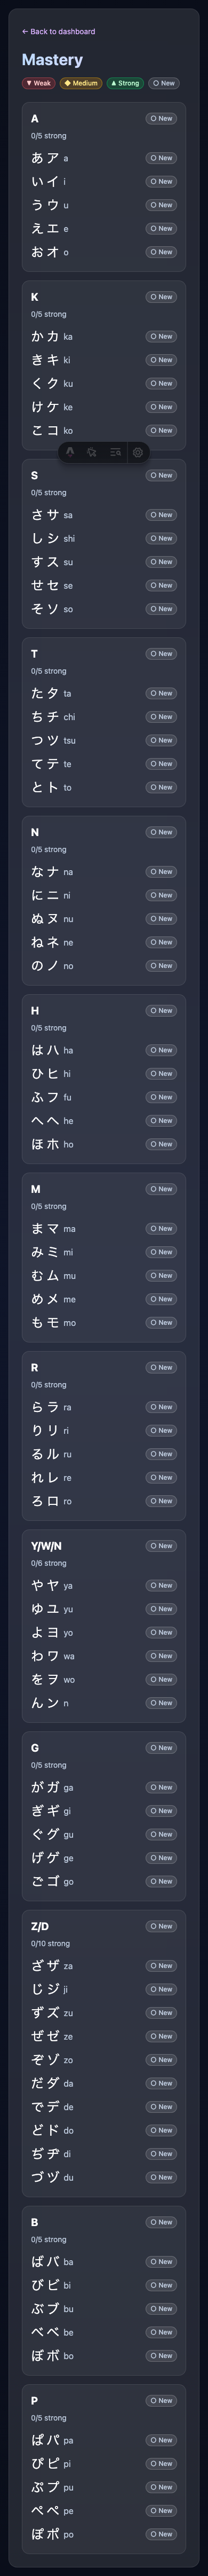 ← Back to dashboard
Mastery
▼ Weak ◆ Medium ▲ Strong ○ New
A ○ New
0/5 strong
あ ア a ○ New
い イ i ○ New
う ウ u ○ New
え エ e ○ New
お オ o ○ New
K ○ New
0/5 strong
か カ ka ○ New
き キ ki ○ New
く ク ku ○ New
け ケ ke ○ New
こ コ ko ○ New
S ○ New
0/5 strong
さ サ sa ○ New
し シ shi ○ New
す ス su ○ New
せ セ se ○ New
そ ソ so ○ New
T ○ New
0/5 strong
た タ ta ○ New
ち チ chi ○ New
つ ツ tsu ○ New
て テ te ○ New
と ト to ○ New
N ○ New
0/5 strong
な ナ na ○ New
に ニ ni ○ New
ぬ ヌ nu ○ New
ね ネ ne ○ New
の ノ no ○ New
H ○ New
0/5 strong
は ハ ha ○ New
ひ ヒ hi ○ New
ふ フ fu ○ New
へ ヘ he ○ New
ほ ホ ho ○ New
M ○ New
0/5 strong
ま マ ma ○ New
み ミ mi ○ New
む ム mu ○ New
め メ me ○ New
も モ mo ○ New
R ○ New
0/5 strong
ら ラ ra ○ New
り リ ri ○ New
る ル ru ○ New
れ レ re ○ New
ろ ロ ro ○ New
Y/W/N ○ New
0/6 strong
や ヤ ya ○ New
ゆ ユ yu ○ New
よ ヨ yo ○ New
わ ワ wa ○ New
を ヲ wo ○ New
ん ン n ○ New
G ○ New
0/5 strong
が ガ ga ○ New
ぎ ギ gi ○ New
ぐ グ gu ○ New
げ ゲ ge ○ New
ご ゴ go ○ New
Z/D ○ New
0/10 strong
ざ ザ za ○ New
じ ジ ji ○ New
ず ズ zu ○ New
ぜ ゼ ze ○ New
ぞ ゾ zo ○ New
だ ダ da ○ New
で デ de ○ New
ど ド do ○ New
ぢ ヂ di ○ New
づ ヅ du ○ New
B ○ New
0/5 strong
ば バ ba ○ New
び ビ bi ○ New
ぶ ブ bu ○ New
べ ベ be ○ New
ぼ ボ bo ○ New
P ○ New
0/5 strong
ぱ パ pa ○ New
ぴ ピ pi ○ New
ぷ プ pu ○ New
ぺ ペ pe ○ New
ぽ ポ po ○ New